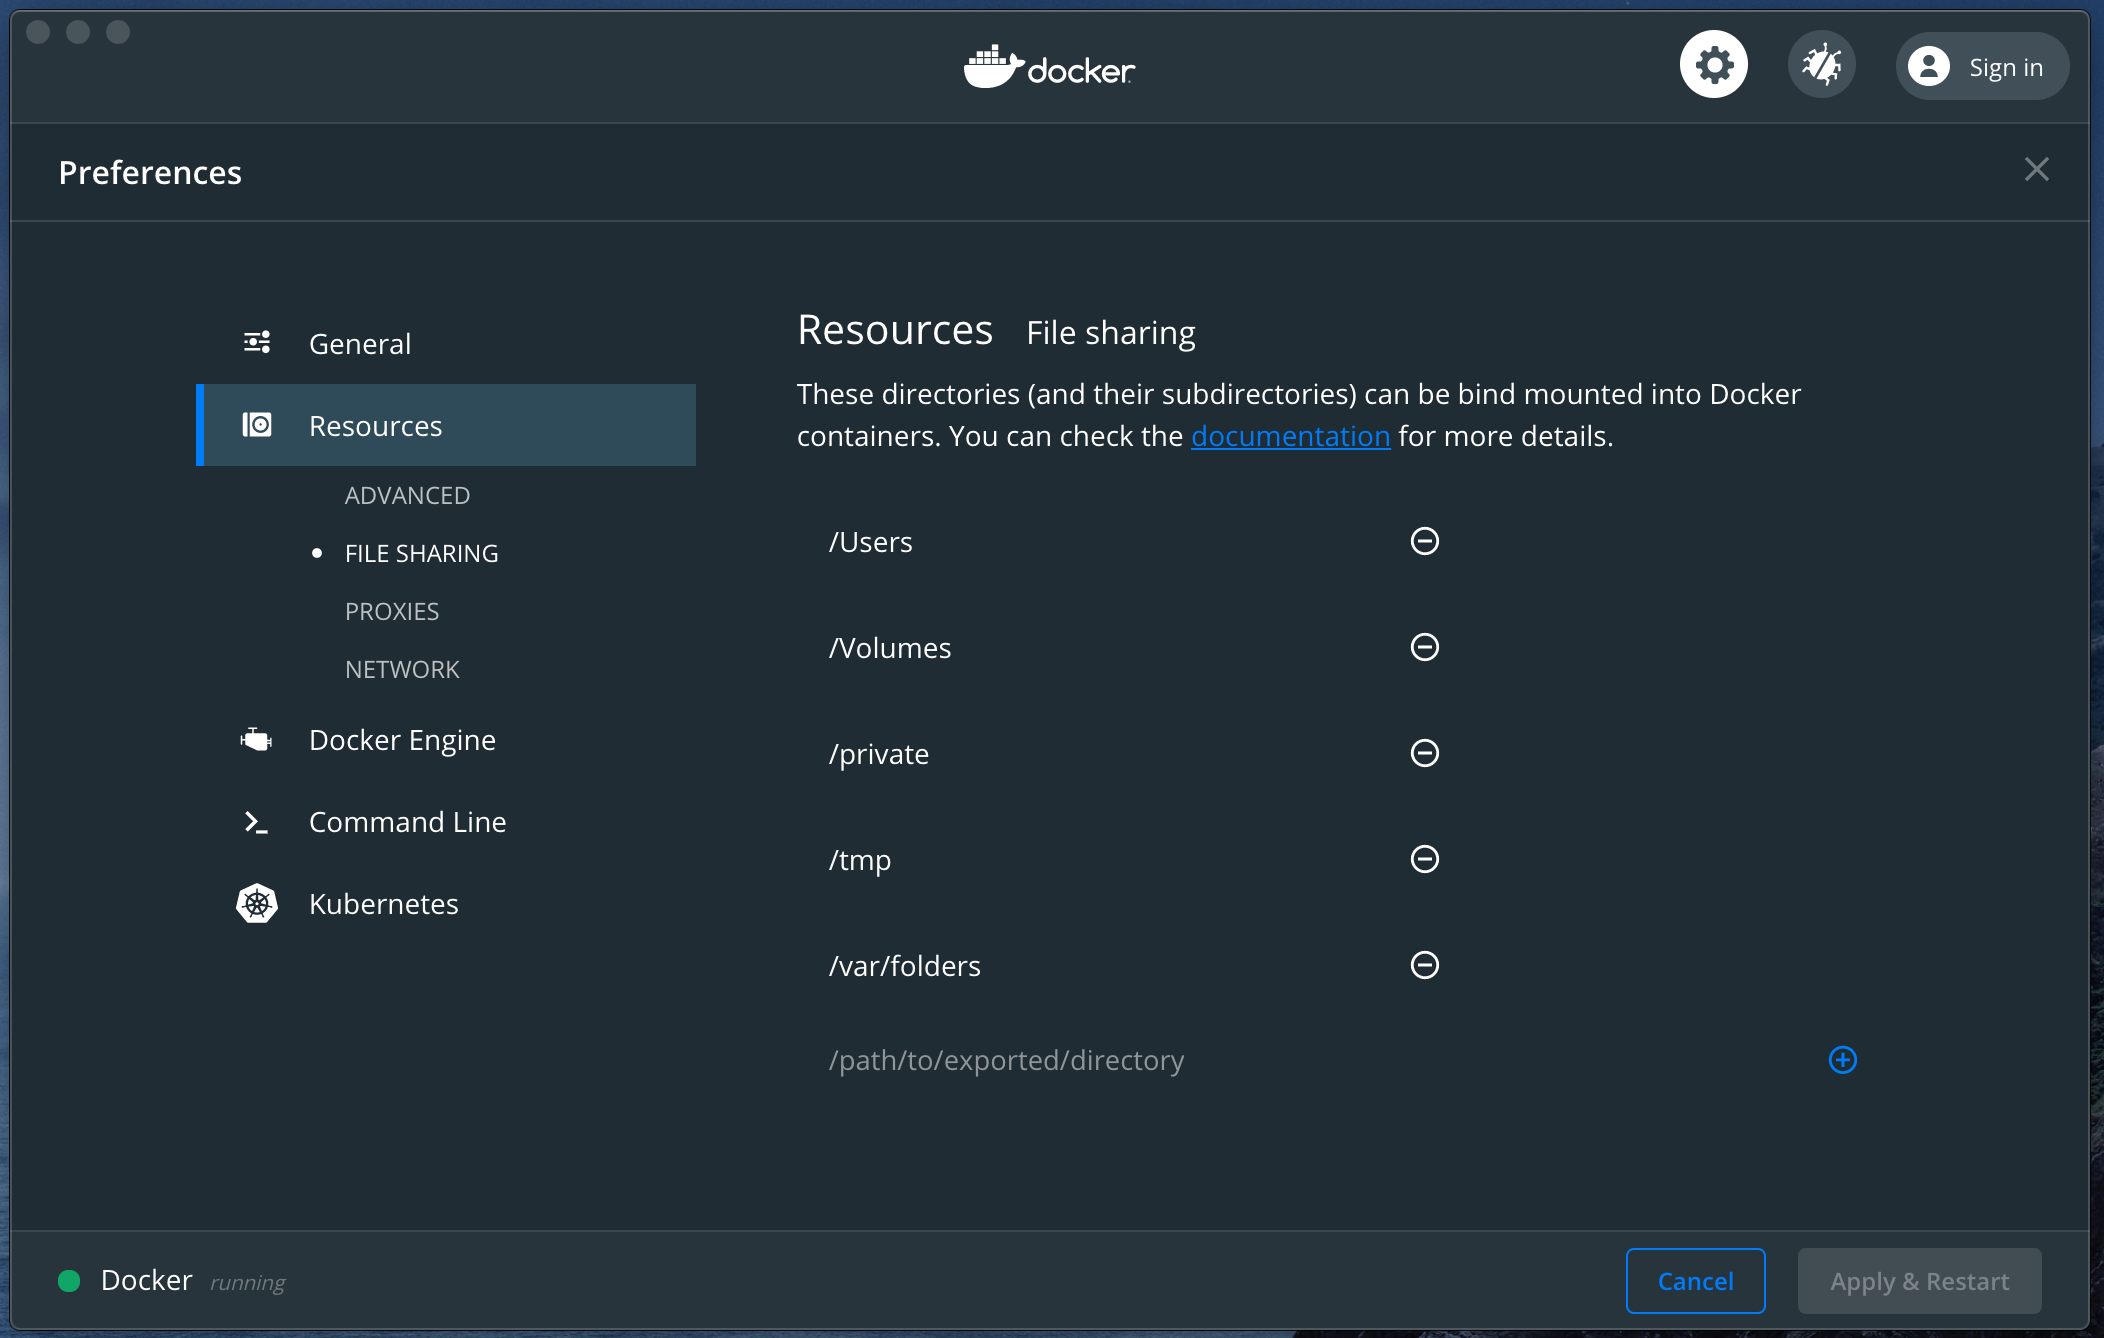 docker
Sign in
Preferences
General
Resources
ADVANCED
FILE SHARING
PROXIES
NETWORK
Docker Engine
Command Line
Kubernetes
Resources File sharing
These directories (and their subdirectories) can be bind mounted into Docker
containers. You can check the documentation for more details.
/Users
/Volumes
/private
/tmp
/var/folders
/path/to/exported/directory
Docker running
Cancel
Apply & Restart